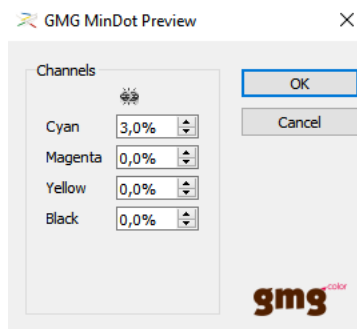 GMG MinDot Preview
Channels
OK
Cyan 3,0%
Cancel
Magenta 0,0%
Yellow 0,0%
Black 0,0%
gmg color